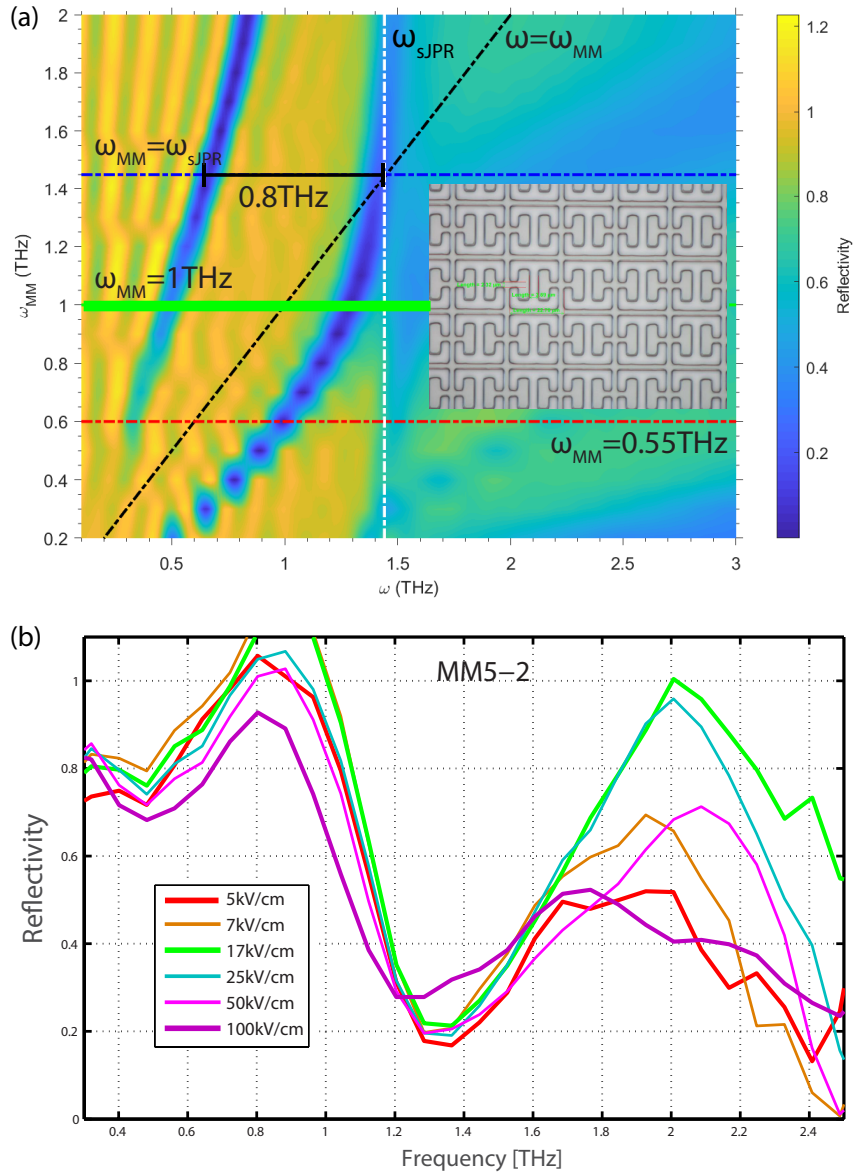 (a)
2
1.8
1.6
1.4
1.2
1
0.8
0.6
0.4
0.2
ω_MM (THz)
ω_sJPR
ω=ω_MM
ω_MM=ω_sJPR
0.8THz
ω_MM=1THz
ω_MM=0.55THz
0.5
1
1.5
2
2.5
3
ω (THz)
1.2
1
0.8
0.6
0.4
0.2
Reflectivity
(b)
MM5−2
1
0.8
0.6
0.4
0.2
0
Reflectivity
5kV/cm
7kV/cm
17kV/cm
25kV/cm
50kV/cm
100kV/cm
0.4
0.6
0.8
1
1.2
1.4
1.6
1.8
2
2.2
2.4
Frequency [THz]